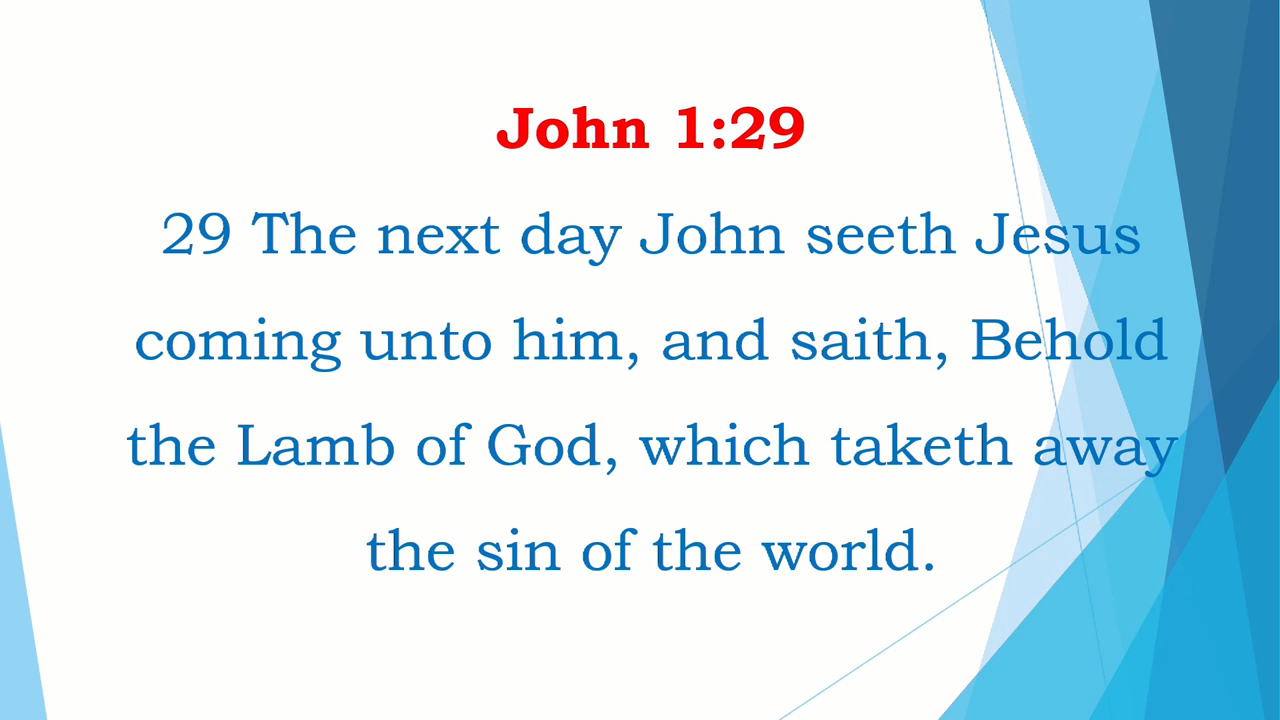 John 1:29
29 The next day John seeth Jesus
coming unto him, and saith, Behold
the Lamb of God, which taketh away
the sin of the world.